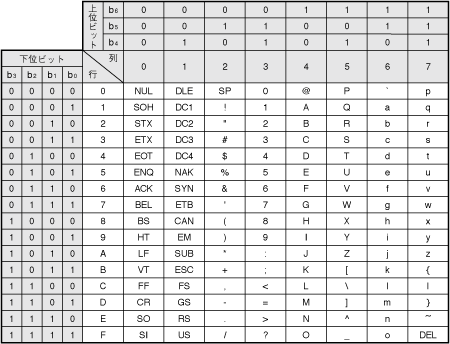 上位ビット b₆ 0 0 0 0 1 1 1 1
b₅ 0 0 1 1 0 0 1 1
b₄ 0 1 0 1 0 1 0 1
下位ビット 列 0 1 2 3 4 5 6 7
b₃ b₂ b₁ b₀ 行
0 0 0 0 0 NUL DLE SP 0 @ P ` p
0 0 0 1 1 SOH DC1 ! 1 A Q a q
0 0 1 0 2 STX DC2 " 2 B R b r
0 0 1 1 3 ETX DC3 # 3 C S c s
0 1 0 0 4 EOT DC4 $ 4 D T d t
0 1 0 1 5 ENQ NAK % 5 E U e u
0 1 1 0 6 ACK SYN & 6 F V f v
0 1 1 1 7 BEL ETB ' 7 G W g w
1 0 0 0 8 BS CAN ( 8 H X h x
1 0 0 1 9 HT EM ) 9 I Y i y
1 0 1 0 A LF SUB * : J Z j z
1 0 1 1 B VT ESC + ; K [ k {
1 1 0 0 C FF FS , < L \ l l
1 1 0 1 D CR GS - = M ] m }
1 1 1 0 E SO RS . > N ^ n ~
1 1 1 1 F SI US / ? O _ o DEL